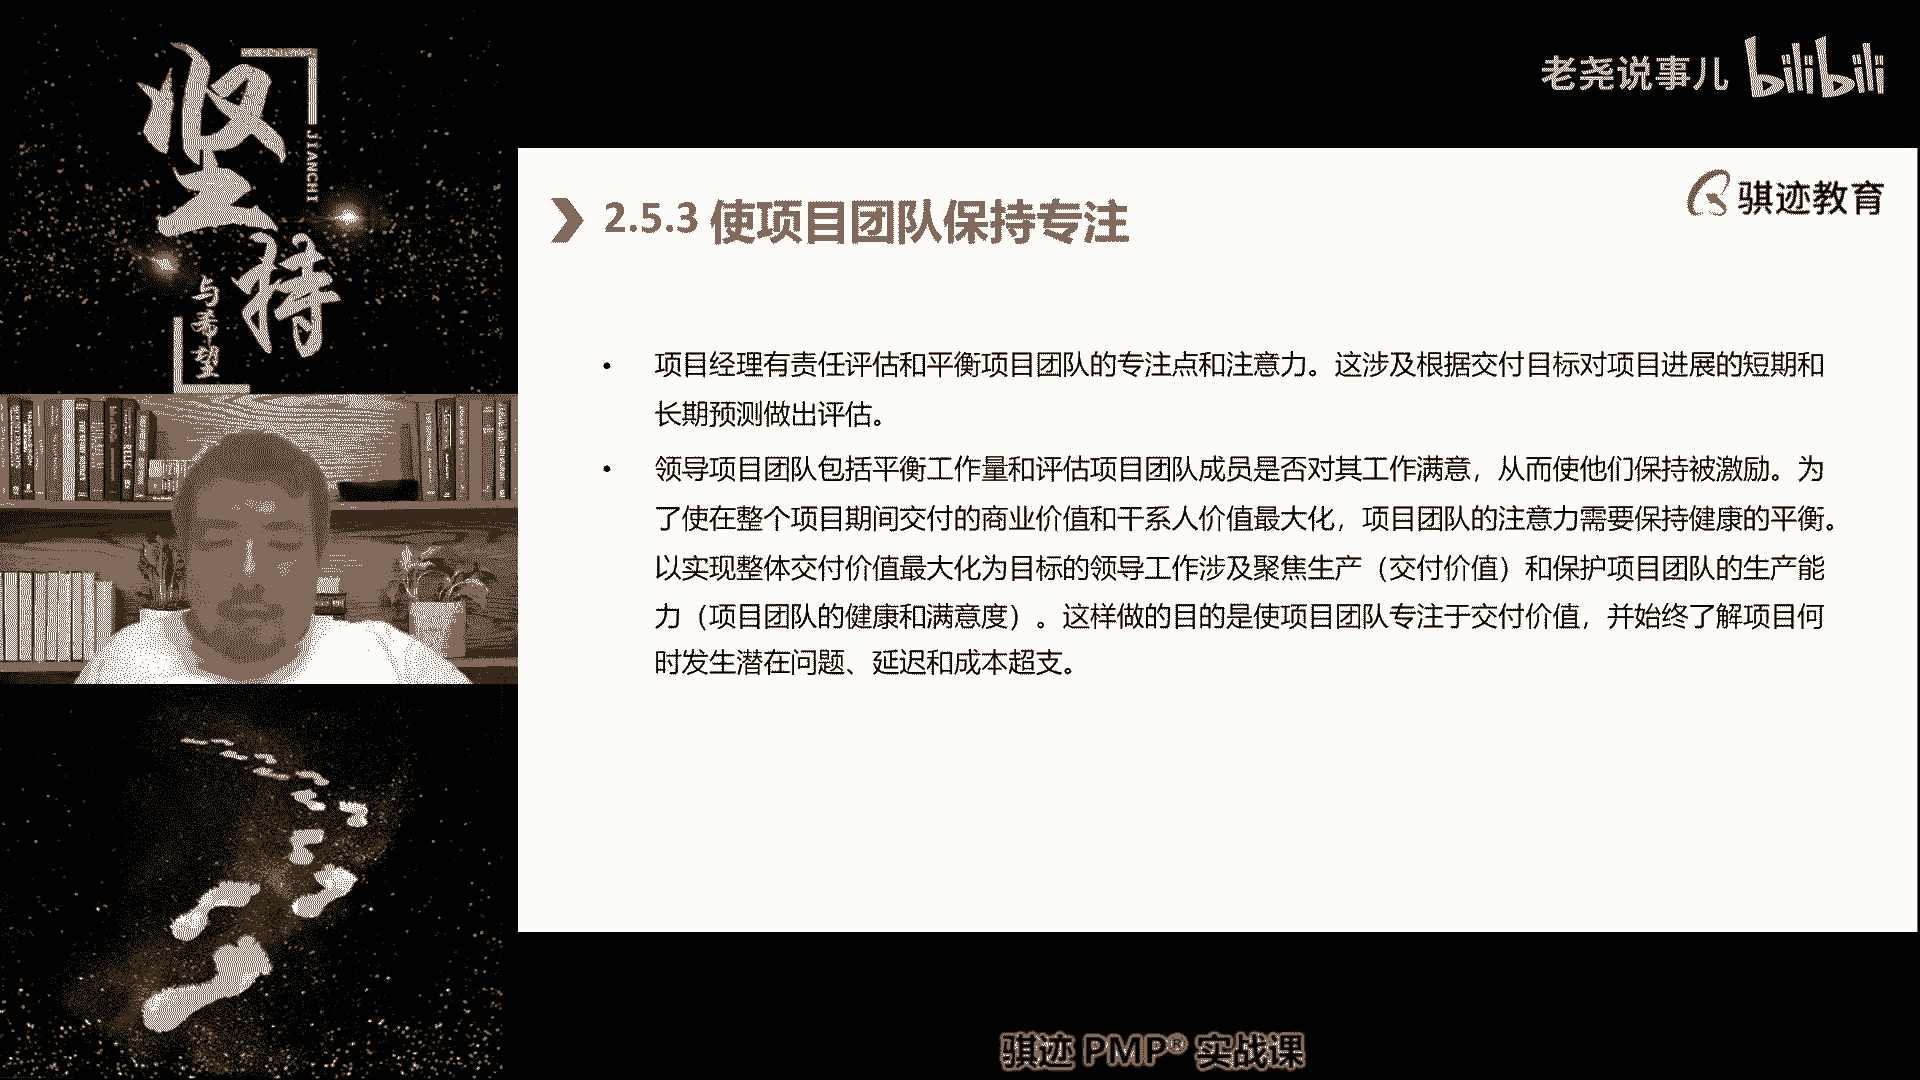 坚持
JIANCHI
与希望
老尧说事儿 bilibili
骐迹教育
2.5.3 使项目团队保持专注
• 项目经理有责任评估和平衡项目团队的专注点和注意力。这涉及根据交付目标对项目进展的短期和
长期预测做出评估。
• 领导项目团队包括平衡工作量和评估项目团队成员是否对其工作满意，从而使他们保持被激励。为
了使在整个项目期间交付的商业价值和干系人价值最大化，项目团队的注意力需要保持健康的平衡。
以实现整体交付价值最大化为目标的领导工作涉及聚焦生产（交付价值）和保护项目团队的生产能
力（项目团队的健康和满意度）。这样做的目的是使项目团队专注于交付价值，并始终了解项目何
时发生潜在问题、延迟和成本超支。
骐迹 PMP® 实战课